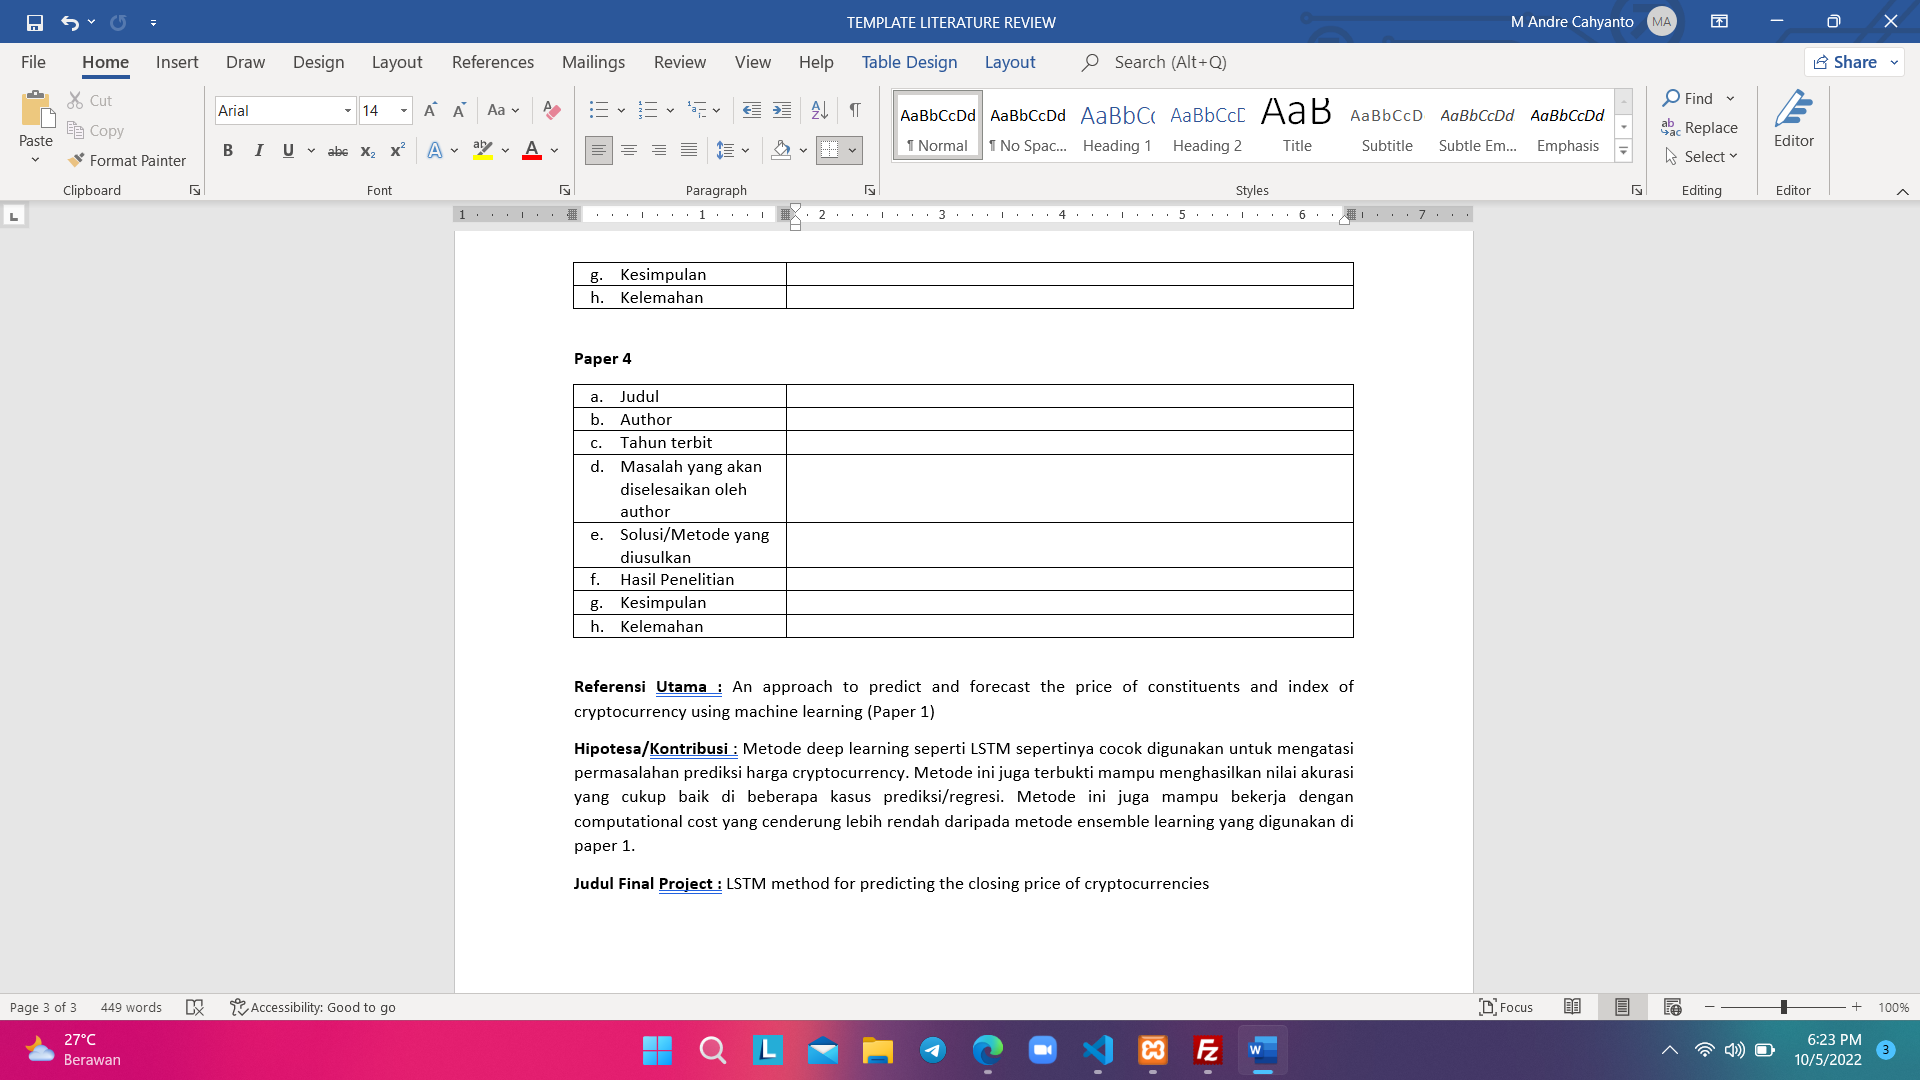 TEMPLATE LITERATURE REVIEW
M Andre Cahyanto MA
File Home Insert Draw Design Layout References Mailings Review View Help Table Design Layout Search (Alt+Q) Share
Paste
Cut
Copy
Format Painter
Clipboard
Arial 14
Font
Paragraph
AaBbCcDd AaBbCcDd AaBbCc AaBbCcD AaB AaBbCcD AaBbCcDd AaBbCcDd
¶ Normal ¶ No Spac... Heading 1 Heading 2 Title Subtitle Subtle Em... Emphasis
Styles
Find
Replace
Select
Editing
Editor
Editor
1 1 2 3 4 5 6 7
g. Kesimpulan
h. Kelemahan
Paper 4
a. Judul
b. Author
c. Tahun terbit
d. Masalah yang akan
diselesaikan oleh
author
e. Solusi/Metode yang
diusulkan
f. Hasil Penelitian
g. Kesimpulan
h. Kelemahan
Referensi Utama : An approach to predict and forecast the price of constituents and index of
cryptocurrency using machine learning (Paper 1)
Hipotesa/Kontribusi : Metode deep learning seperti LSTM sepertinya cocok digunakan untuk mengatasi
permasalahan prediksi harga cryptocurrency. Metode ini juga terbukti mampu menghasilkan nilai akurasi
yang cukup baik di beberapa kasus prediksi/regresi. Metode ini juga mampu bekerja dengan
computational cost yang cenderung lebih rendah daripada metode ensemble learning yang digunakan di
paper 1.
Judul Final Project : LSTM method for predicting the closing price of cryptocurrencies
Page 3 of 3 449 words Accessibility: Good to go Focus 100%
27°C
Berawan
6:23 PM
10/5/2022
3